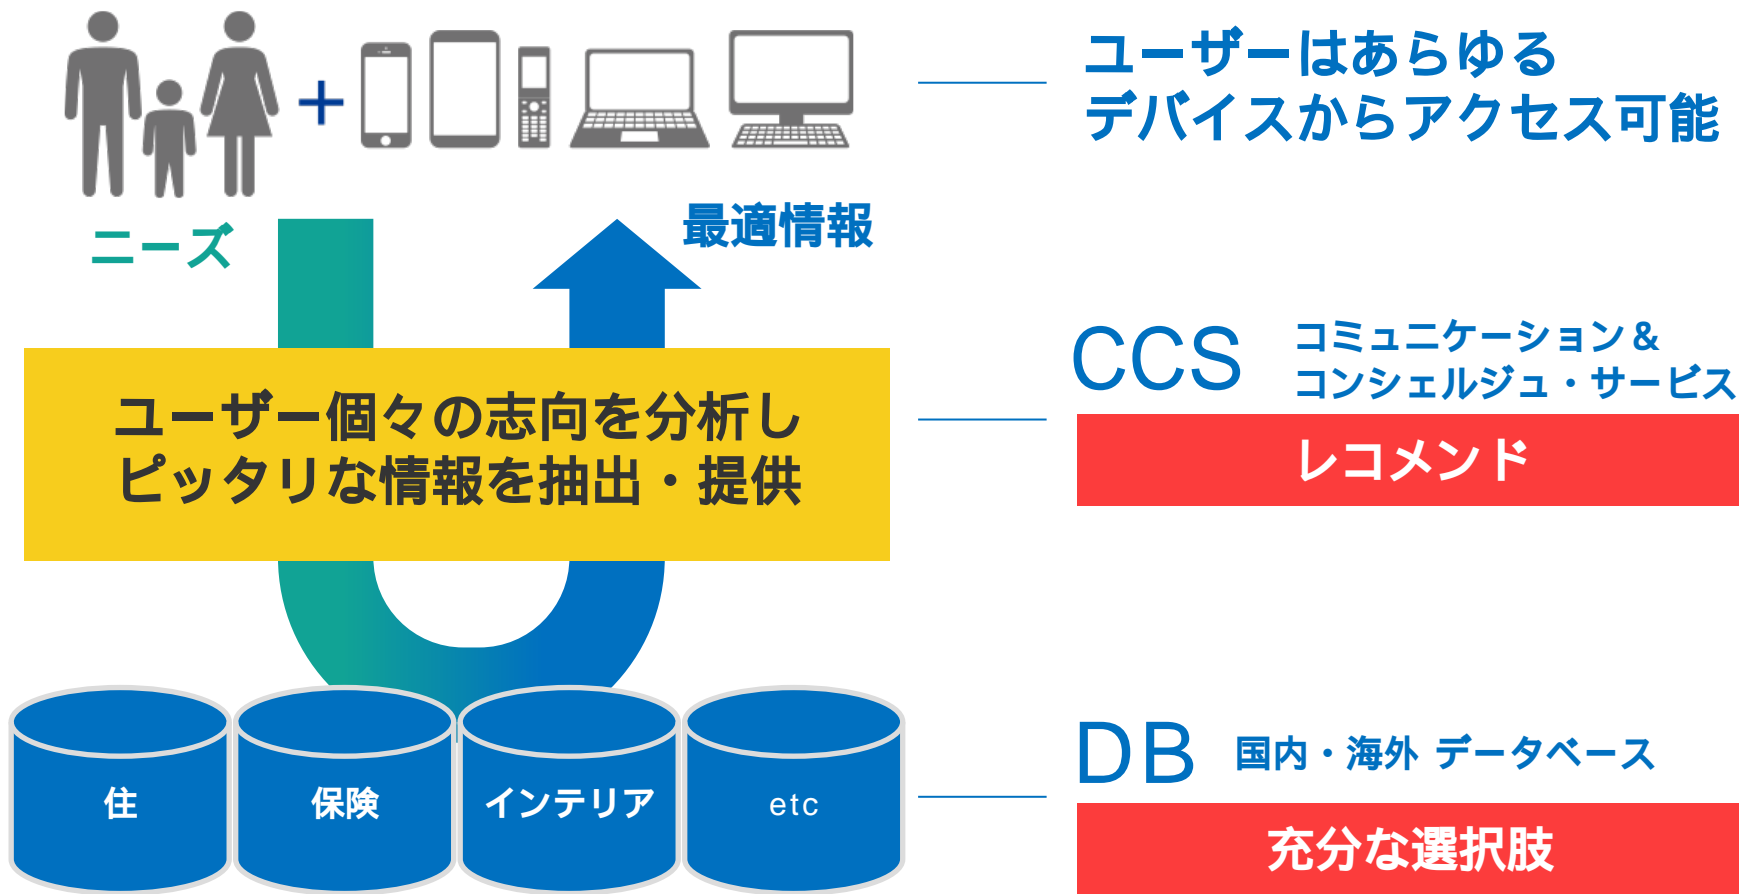 ユーザーはあらゆる
デバイスからアクセス可能
ニーズ
最適情報
ユーザー個々の志向を分析し
ピッタリな情報を抽出・提供
CCS
コミュニケーション&
コンシェルジュ・サービス
レコメンド
住
保険
インテリア
etc
DB 国内・海外 データベース
充分な選択肢